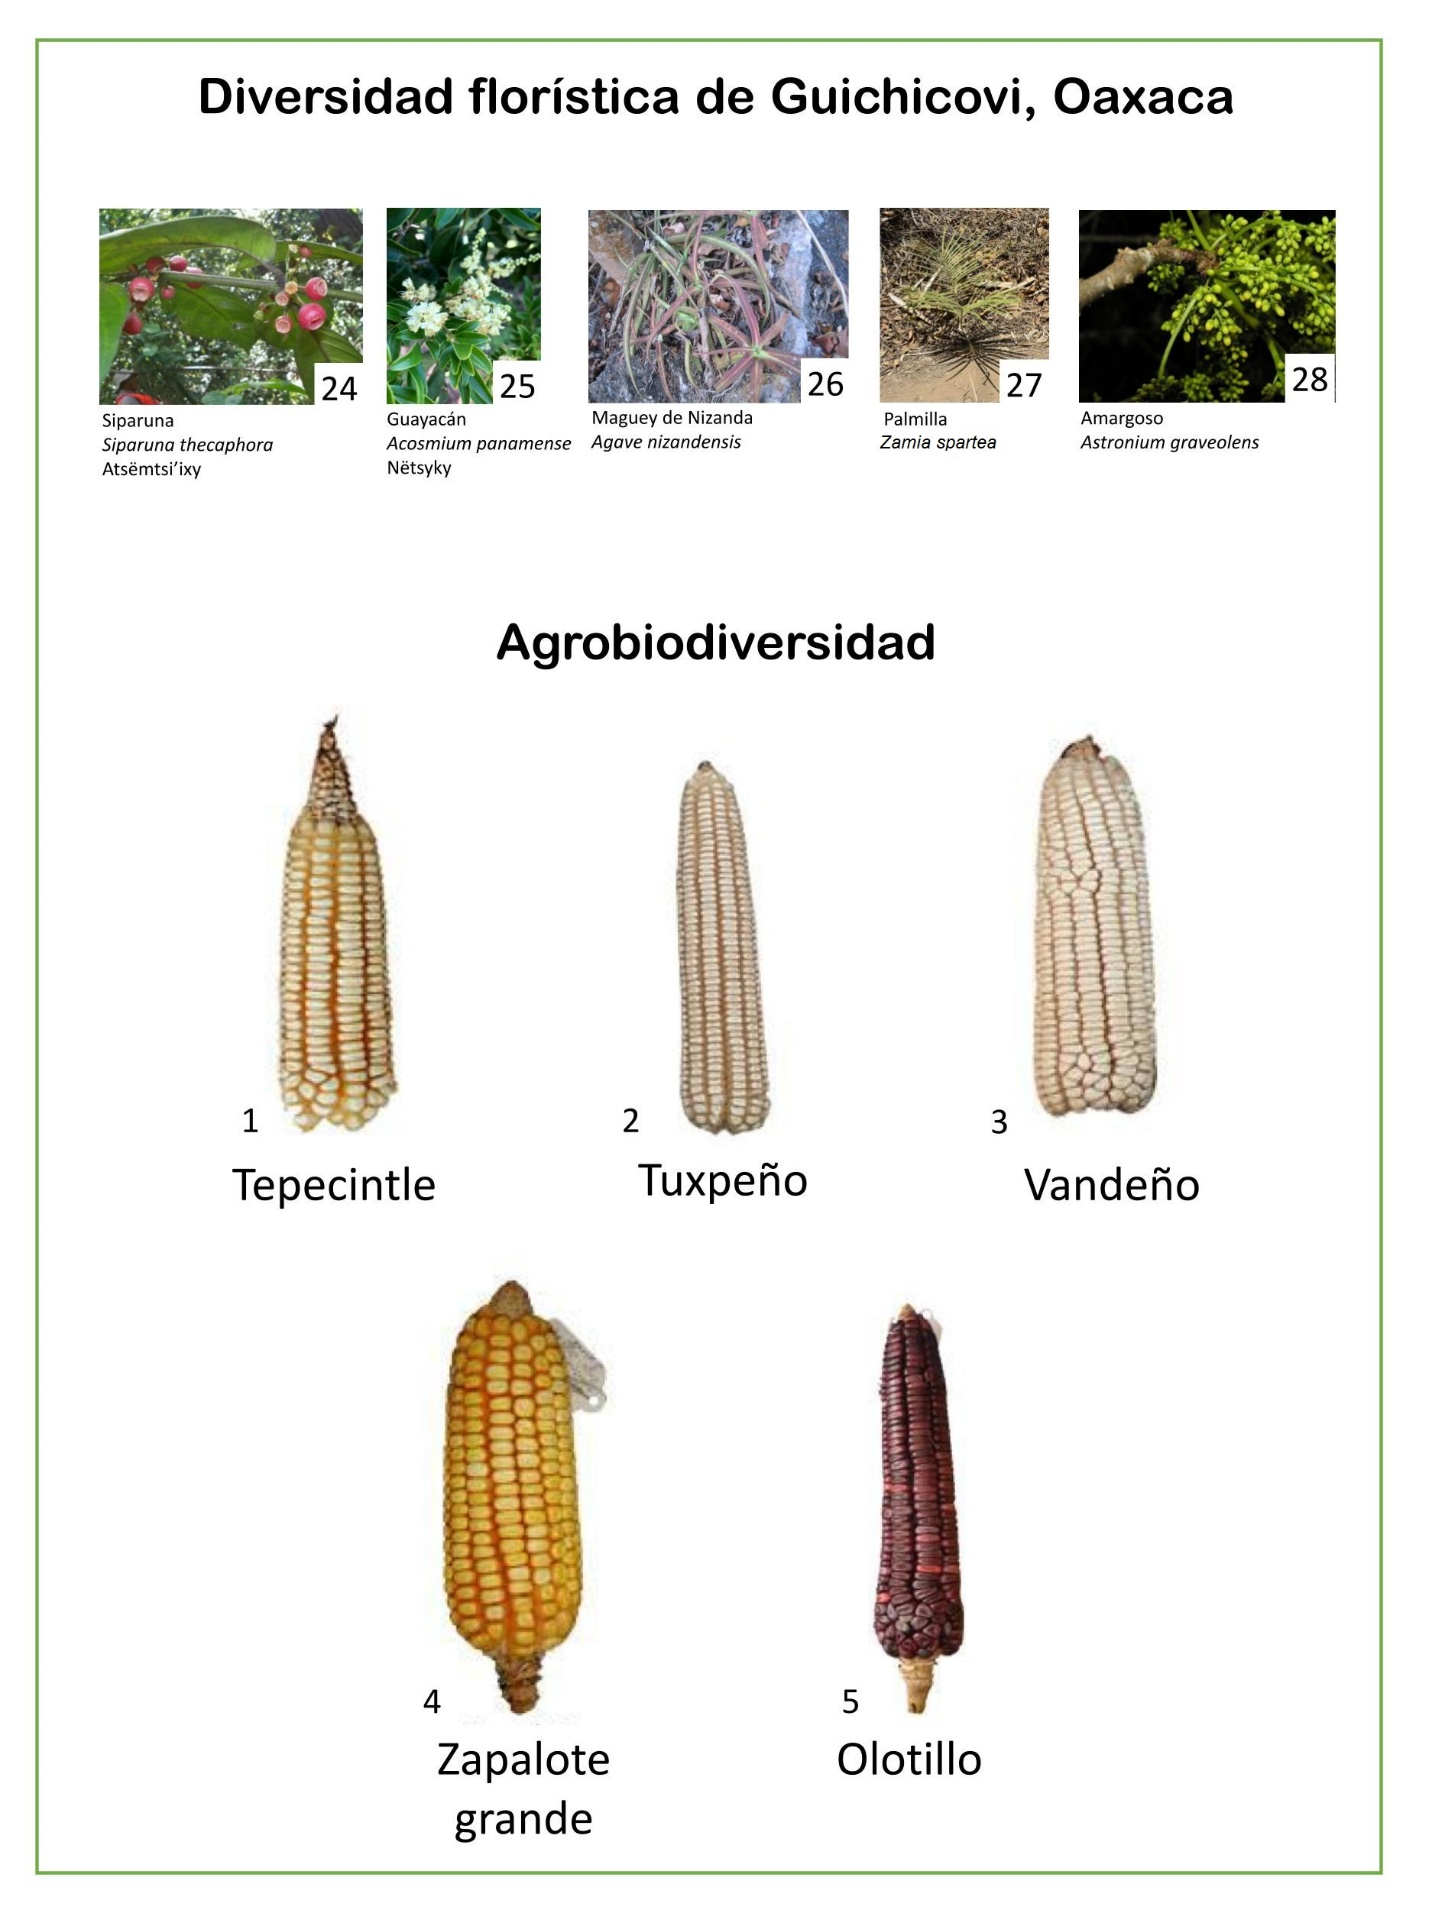 Diversidad florística de Guichicovi, Oaxaca
24
25
26
27
28
Siparuna
Siparuna thecaphora
Atsëmtsi’ixy
Guayacán
Acosmium panamense
Nëtsyky
Maguey de Nizanda
Agave nizandensis
Palmilla
Zamia spartea
Amargoso
Astronium graveolens
Agrobiodiversidad
1
Tepecintle
2
Tuxpeño
3
Vandeño
4
Zapalote
grande
5
Olotillo